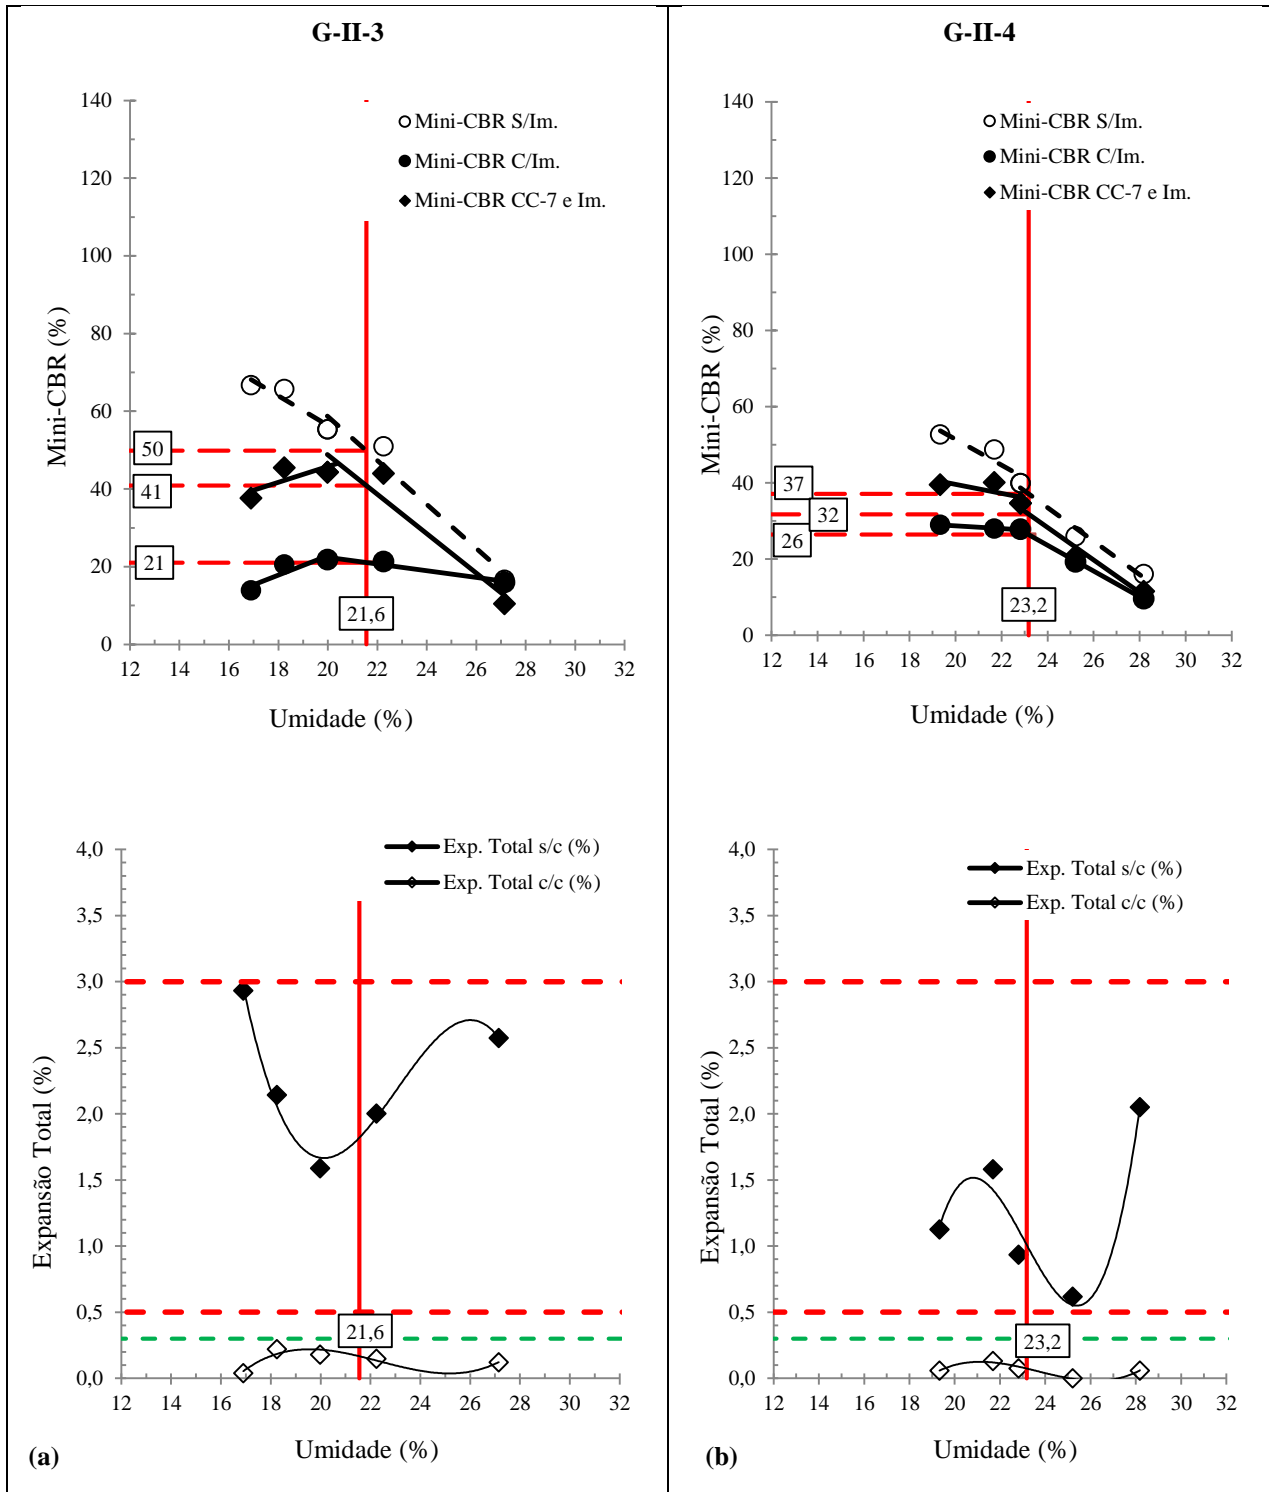 G-II-3
140
120
100
80
60
40
20
0
Mini-CBR (%)
Mini-CBR S/Im.
Mini-CBR C/Im.
Mini-CBR CC-7 e Im.
50
41
21
21,6
12 14 16 18 20 22 24 26 28 30 32
Umidade (%)
4,0
3,5
3,0
2,5
2,0
1,5
1,0
0,5
0,0
Expansão Total (%)
Exp. Total s/c (%)
Exp. Total c/c (%)
21,6
12 14 16 18 20 22 24 26 28 30 32
Umidade (%)
(a)
G-II-4
140
120
100
80
60
40
20
0
Mini-CBR (%)
Mini-CBR S/Im.
Mini-CBR C/Im.
Mini-CBR CC-7 e Im.
37
32
26
23,2
12 14 16 18 20 22 24 26 28 30 32
Umidade (%)
4,0
3,5
3,0
2,5
2,0
1,5
1,0
0,5
0,0
Expansão Total (%)
Exp. Total s/c (%)
Exp. Total c/c (%)
23,2
12 14 16 18 20 22 24 26 28 30 32
Umidade (%)
(b)